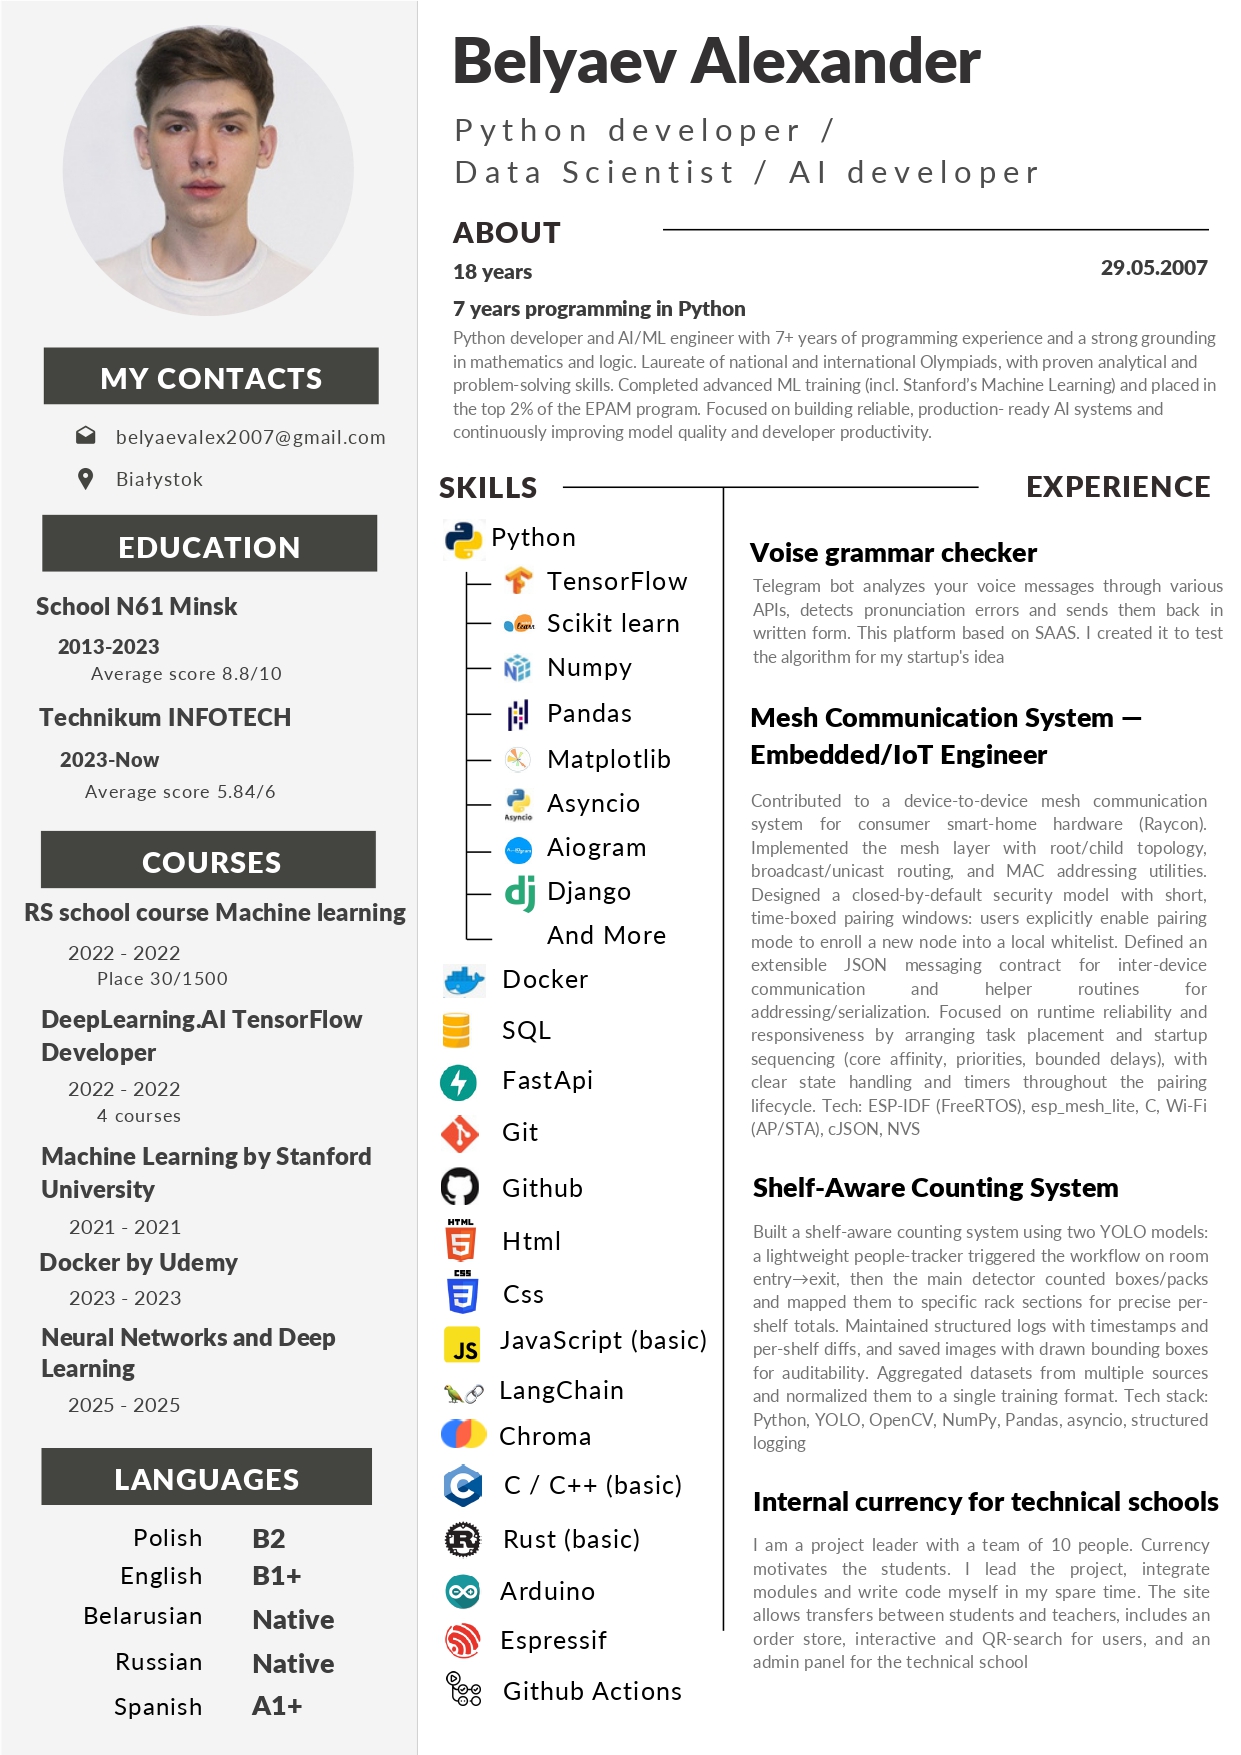 Belyaev Alexander
Python developer /
Data Scientist / AI developer
ABOUT
18 years
29.05.2007
7 years programming in Python
Python developer and AI/ML engineer with 7+ years of programming experience and a strong grounding
in mathematics and logic. Laureate of national and international Olympiads, with proven analytical and
problem-solving skills. Completed advanced ML training (incl. Stanford's Machine Learning) and placed in
the top 2% of the EPAM program. Focused on building reliable, production- ready AI systems and
continuously improving model quality and developer productivity.
MY CONTACTS
belyaevalex2007@gmail.com
Białystok
EDUCATION
School N61 Minsk
2013-2023
Average score 8.8/10
Technikum INFOTECH
2023-Now
Average score 5.84/6
COURSES
RS school course Machine learning
2022 - 2022
Place 30/1500
DeepLearning.AI TensorFlow
Developer
2022 - 2022
4 courses
Machine Learning by Stanford
University
2021 - 2021
Docker by Udemy
2023 - 2023
Neural Networks and Deep
Learning
2025 - 2025
LANGUAGES
Polish B2
English B1+
Belarusian Native
Russian Native
Spanish A1+
SKILLS
Python
TensorFlow
learn Scikit learn
Numpy
Pandas
Matplotlib
Asyncio
Asyncio
Aiogram
dj Django
And More
Docker
SQL
FastApi
Git
Github
HTML
5 Html
CSS
3 Css
JS JavaScript (basic)
LangChain
Chroma
C C / C++ (basic)
R Rust (basic)
Arduino
Espressif
Github Actions
EXPERIENCE
Voise grammar checker
Telegram bot analyzes your voice messages through various
APIs, detects pronunciation errors and sends them back in
written form. This platform based on SAAS. I created it to test
the algorithm for my startup's idea
Mesh Communication System —
Embedded/IoT Engineer
Contributed to a device-to-device mesh communication
system for consumer smart-home hardware (Raycon).
Implemented the mesh layer with root/child topology,
broadcast/unicast routing, and MAC addressing utilities.
Designed a closed-by-default security model with short,
time-boxed pairing windows: users explicitly enable pairing
mode to enroll a new node into a local whitelist. Defined an
extensible JSON messaging contract for inter-device
communication and helper routines for
addressing/serialization. Focused on runtime reliability and
responsiveness by arranging task placement and startup
sequencing (core affinity, priorities, bounded delays), with
clear state handling and timers throughout the pairing
lifecycle. Tech: ESP-IDF (FreeRTOS), esp_mesh_lite, C, Wi-Fi
(AP/STA), cJSON, NVS
Shelf-Aware Counting System
Built a shelf-aware counting system using two YOLO models:
a lightweight people-tracker triggered the workflow on room
entry→exit, then the main detector counted boxes/packs
and mapped them to specific rack sections for precise per-
shelf totals. Maintained structured logs with timestamps and
per-shelf diffs, and saved images with drawn bounding boxes
for auditability. Aggregated datasets from multiple sources
and normalized them to a single training format. Tech stack:
Python, YOLO, OpenCV, NumPy, Pandas, asyncio, structured
logging
Internal currency for technical schools
I am a project leader with a team of 10 people. Currency
motivates the students. I lead the project, integrate
modules and write code myself in my spare time. The site
allows transfers between students and teachers, includes an
order store, interactive and QR-search for users, and an
admin panel for the technical school